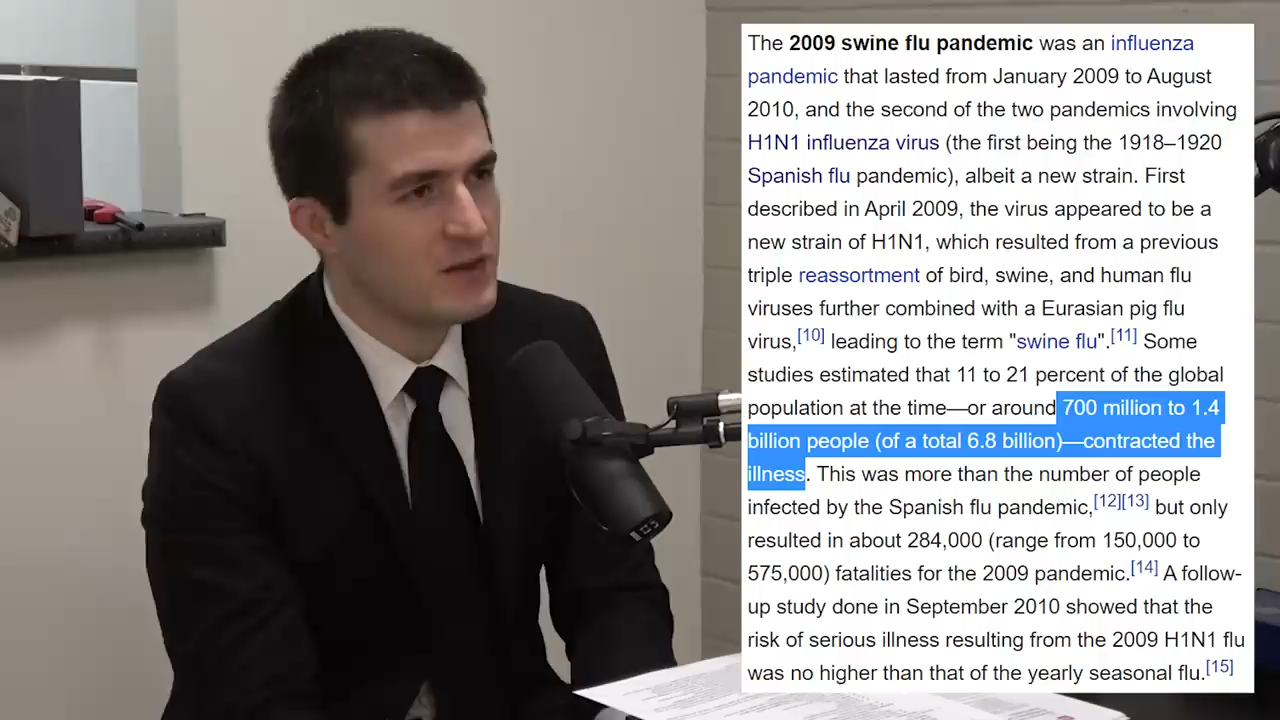 The 2009 swine flu pandemic was an influenza
pandemic that lasted from January 2009 to August
2010, and the second of the two pandemics involving
H1N1 influenza virus (the first being the 1918–1920
Spanish flu pandemic), albeit a new strain. First
described in April 2009, the virus appeared to be a
new strain of H1N1, which resulted from a previous
triple reassortment of bird, swine, and human flu
viruses further combined with a Eurasian pig flu
virus,[10] leading to the term "swine flu".[11] Some
studies estimated that 11 to 21 percent of the global
population at the time—or around 700 million to 1.4
billion people (of a total 6.8 billion)—contracted the
illness. This was more than the number of people
infected by the Spanish flu pandemic,[12][13] but only
resulted in about 284,000 (range from 150,000 to
575,000) fatalities for the 2009 pandemic.[14] A follow-
up study done in September 2010 showed that the
risk of serious illness resulting from the 2009 H1N1 flu
was no higher than that of the yearly seasonal flu.[15]